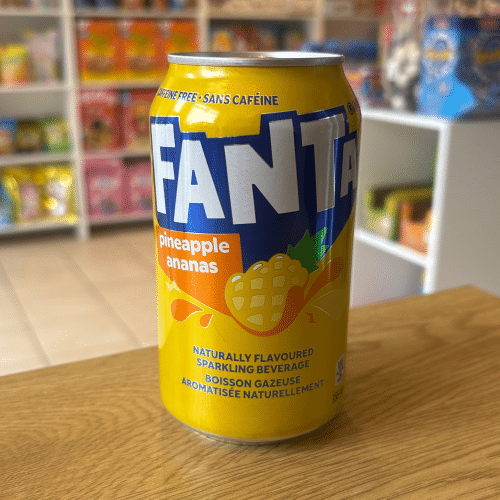 CAFFEINE FREE • SANS CAFÉINE
FANTA
pineapple
ananas
NATURALLY FLAVOURED
SPARKLING BEVERAGE
BOISSON GAZEUSE
AROMATISÉE NATURELLEMENT